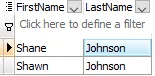 FirstName LastName
Click here to define a filter
Shane Johnson
Shawn Johnson